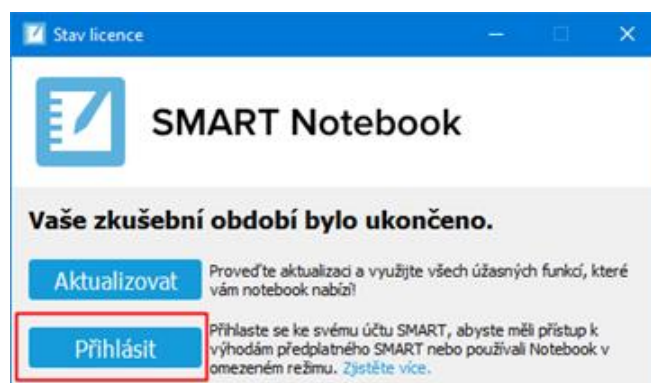 Stav licence
SMART Notebook
Vaše zkušební období bylo ukončeno.
Aktualizovat
Proveďte aktualizaci a využijte všech úžasných funkcí, které
vám notebook nabízí!
Přihlásit
Přihlaste se ke svému účtu SMART, abyste měli přístup k
výhodám předplatného SMART nebo používali Notebook v
omezeném režimu. Zjistěte více.